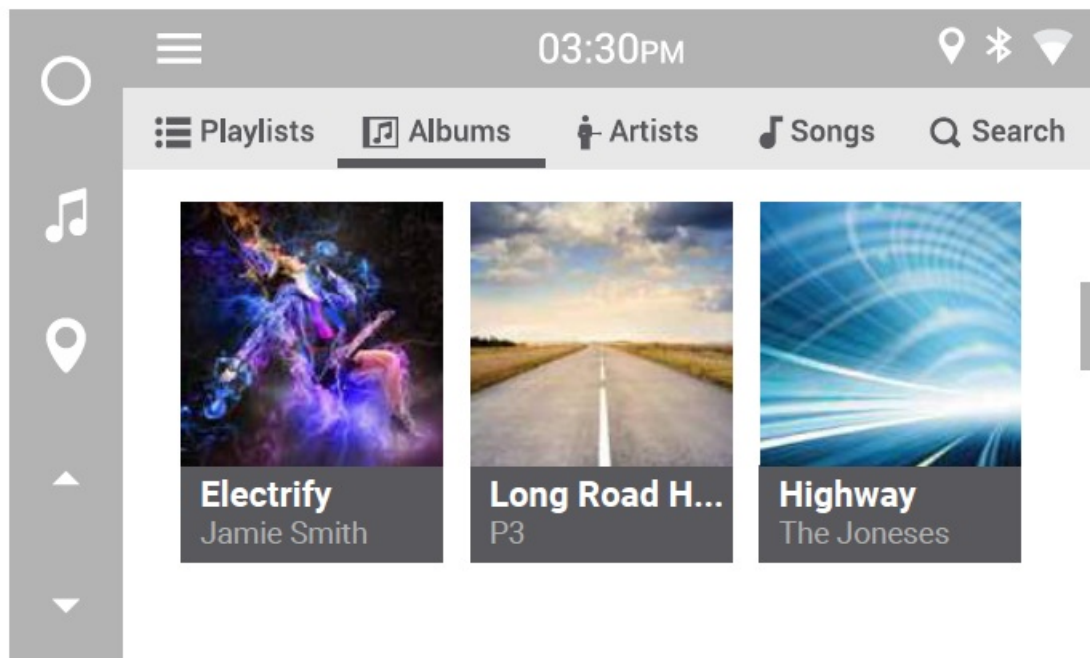 03:30PM
Playlists Albums Artists Songs Search
Electrify Long Road H... Highway
Jamie Smith P3 The Joneses